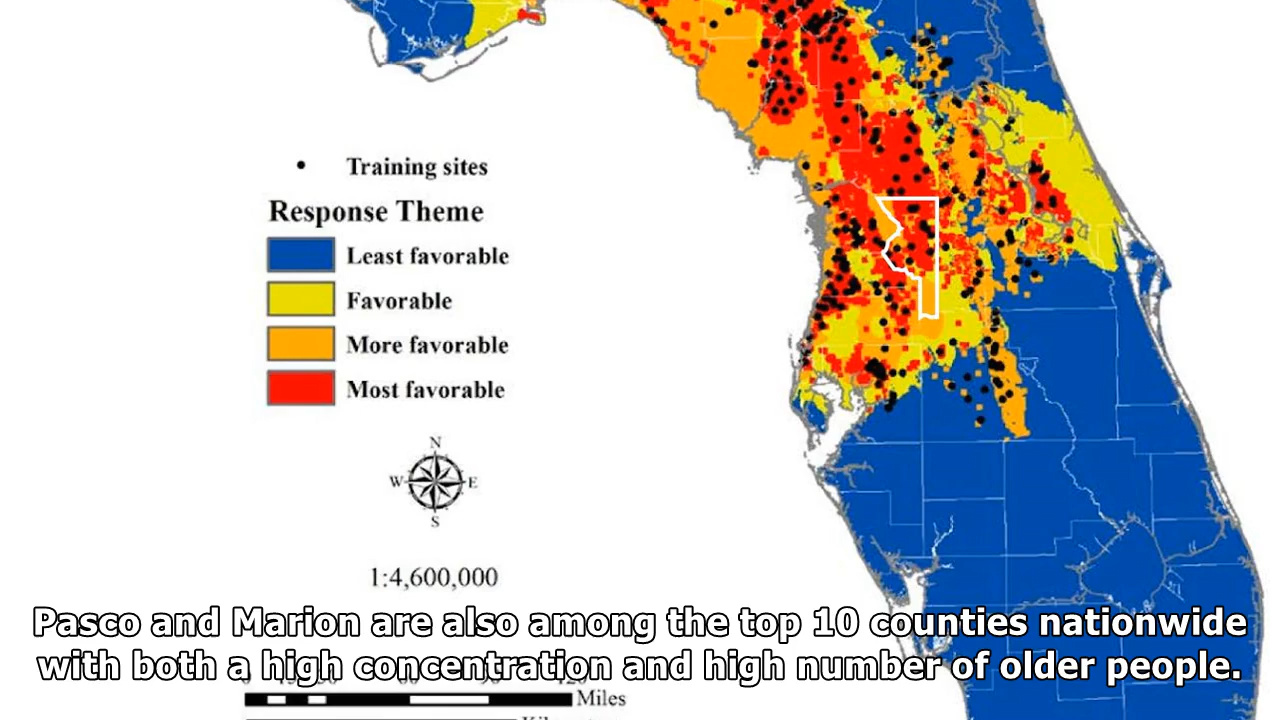 Training sites
Response Theme
Least favorable
Favorable
More favorable
Most favorable
N
W E
S
1:4,600,000
Pasco and Marion are also among the top 10 counties nationwide
with both a high concentration and high number of older people.
Miles